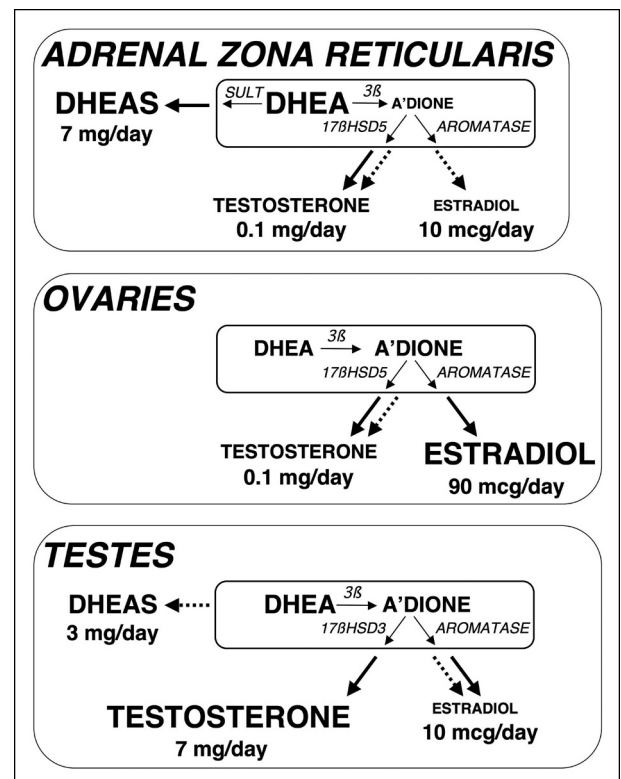 ADRENAL ZONA RETICULARIS
DHEAS
7 mg/day
SULT
DHEA
3ß
A'DIONE
17ßHSD5
AROMATASE
TESTOSTERONE
0.1 mg/day
ESTRADIOL
10 mcg/day
OVARIES
DHEA
3ß
A'DIONE
17ßHSD5
AROMATASE
TESTOSTERONE
0.1 mg/day
ESTRADIOL
90 mcg/day
TESTES
DHEAS
3 mg/day
DHEA
3ß
A'DIONE
17ßHSD3
AROMATASE
TESTOSTERONE
7 mg/day
ESTRADIOL
10 mcg/day